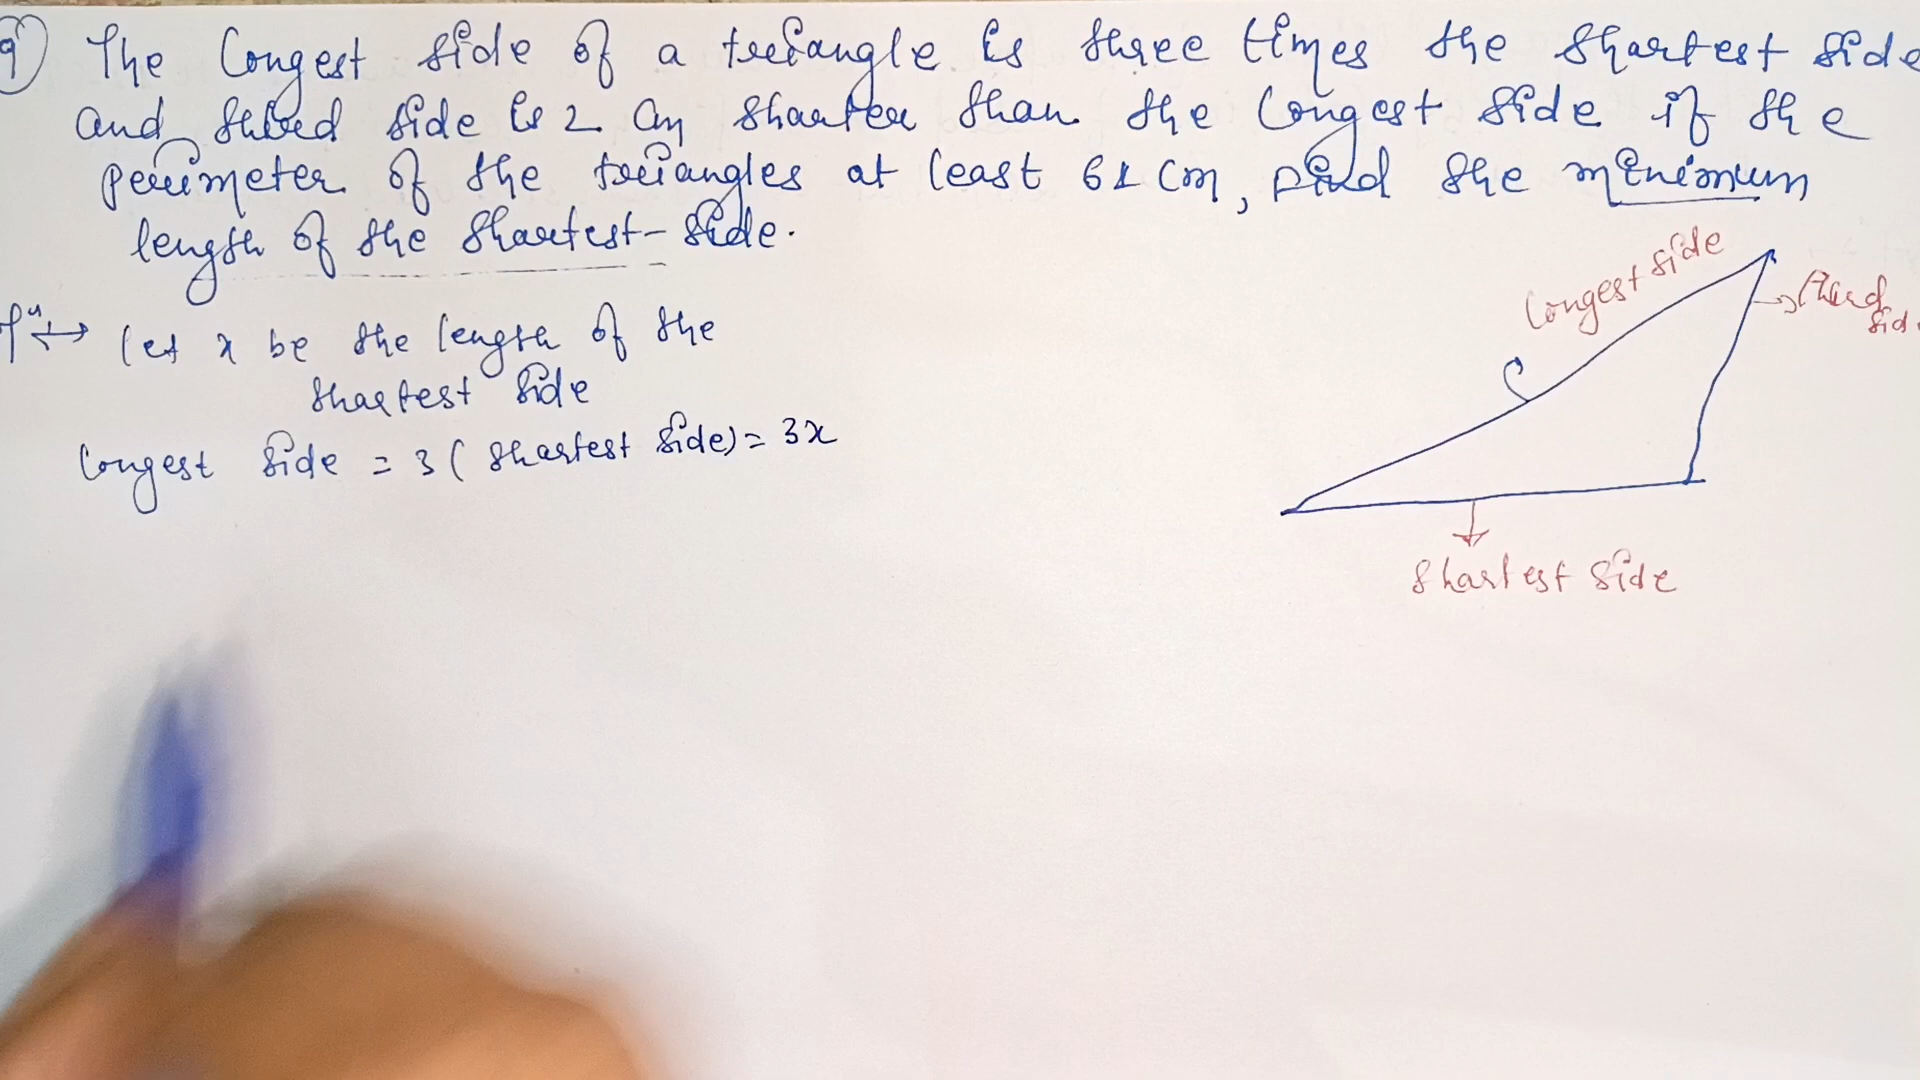 9) The longest side of a triangle is three times the shortest side
and third side is 2 cm shorter than the longest side if the
perimeter of the triangles at least 61 cm, find the minimum
length of the shortest side.
let x be the length of the
shortest side
longest side = 3 (shortest side) = 3x
longest side
Third
side
shortest side